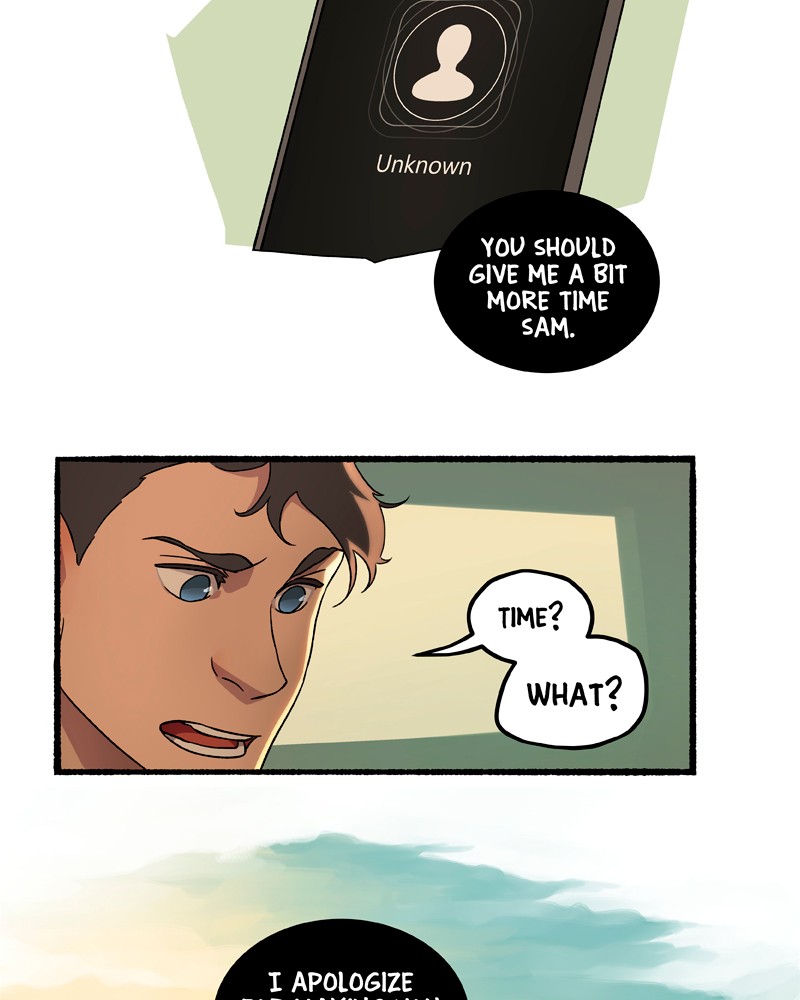 Unknown
YOU SHOULD
GIVE ME A BIT
MORE TIME
SAM.
TIME?
WHAT?
I APOLOGIZE